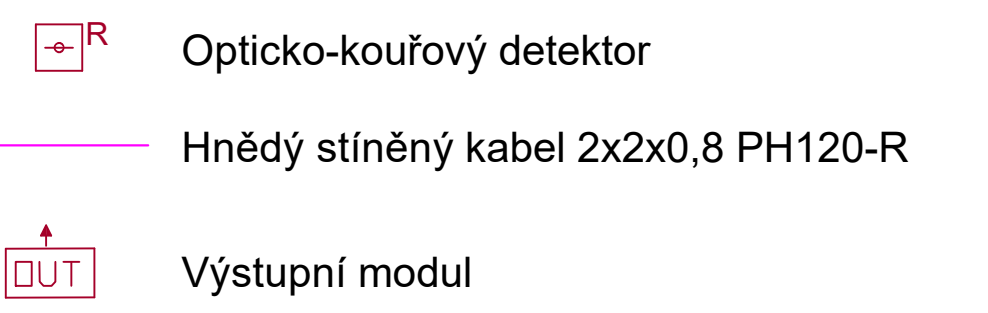 R
Opticko-kouřový detektor
Hnědý stíněný kabel 2x2x0,8 PH120-R
OUT
Výstupní modul